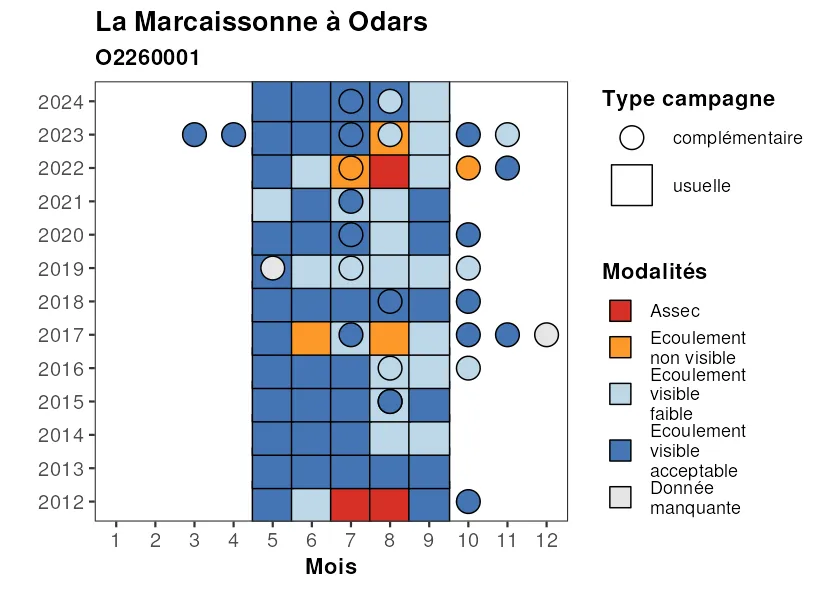 La Marcaissonne à Odars
O2260001
2024
2023
2022
2021
2020
2019
2018
2017
2016
2015
2014
2013
2012
1 2 3 4 5 6 7 8 9 10 11 12
Mois
Type campagne
complémentaire
usuelle
Modalités
Assec
Ecoulement
non visible
Ecoulement
visible
faible
Ecoulement
visible
acceptable
Donnée
manquante